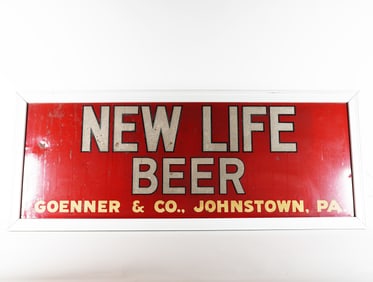 NEW LIFE
BEER
GOENNER & CO., JOHNSTOWN, PA.